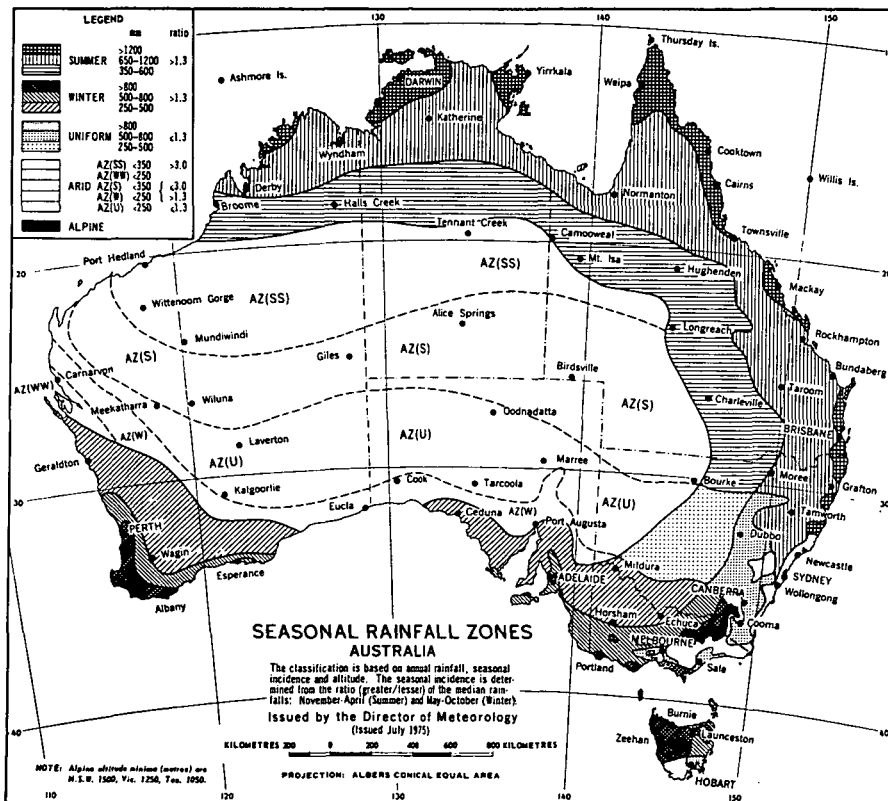 130
140
150
LEGEND
mm ratio
SUMMER
>1200
650-1200 >1.3
350-600
WINTER
>800
500-800 >1.3
250-500
UNIFORM
>800
500-800 <1.3
250-500
ARID
AZ(SS) <350 >3.0
AZ(WW) <250
AZ(S) <350 { <3.0
AZ(W) <250 } >1.3
AZ(U) <250 <1.3
ALPINE
Thursday Is.
Ashmore Is.
DARWIN
Yirrkala
Weipa
Katherine
Wyndham
Cooktown
Derby
Cairns
Willis Is.
Normanton
Broome
Halls Creek
Townsville
Tennant Creek
Camooweal
Port Hedland
Mt. Isa
Hughenden
20
20
AZ(SS)
AZ(SS)
Mackay
Wittenoom Gorge
Alice Springs
Longreach
Rockhampton
Mundiwindi
AZ(S)
Giles
AZ(S)
Bundaberg
Carnarvon
AZ(WW)
Birdsville
Taroom
Meekatharra
Wiluna
AZ(S)
Charleville
Oodnadatta
BRISBANE
AZ(W)
AZ(U)
Laverton
AZ(U)
Geraldton
Marree
Moree
Kalgoorlie
Cook
Tarcoola
Bourke
Grafton
30
30
Eucla
AZ(U)
Ceduna
AZ(W)
Tamworth
PERTH
Port Augusta
Dubbo
Wagin
Newcastle
Esperance
Mildura
SYDNEY
ADELAIDE
CANBERRA
Wollongong
Albany
Horsham
Echuca
Cooma
MELBOURNE
Portland
Sale
SEASONAL RAINFALL ZONES
AUSTRALIA
The classification is based on annual rainfall, seasonal
incidence and altitude. The seasonal incidence is deter-
mined from the ratio (greater/lesser) of the median rain-
falls: November-April (Summer) and May-October (Winter).
Issued by the Director of Meteorology
(Issued July 1975)
Burnie
Zeehan
Launceston
HOBART
40
40
KILOMETRES 200 0 200 400 600 800 KILOMETRES
PROJECTION: ALBERS CONICAL EQUAL AREA
NOTE: Alpine altitude minima (metres) are
N.S.W. 1500, Vic. 1250, Tas. 1050.
110
120
130
140
150